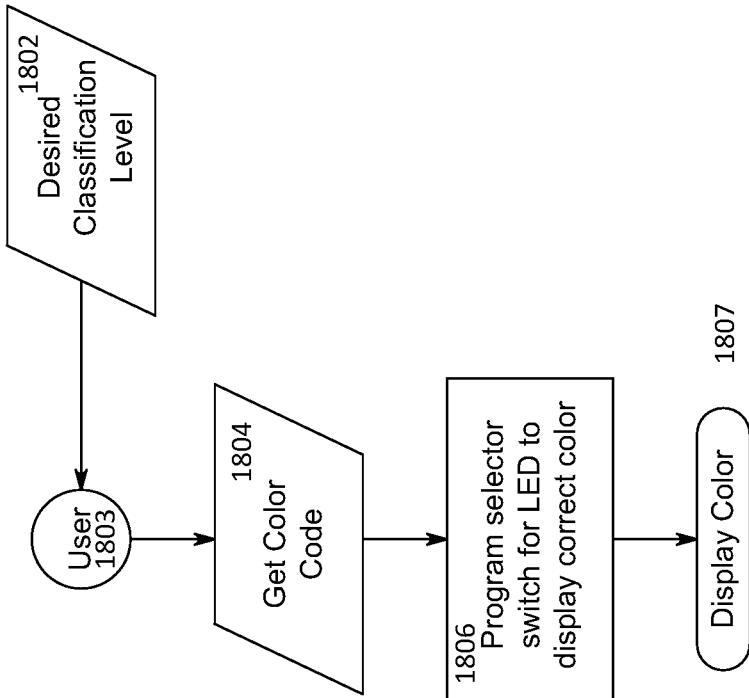 1802
Desired
Classification
Level
User
1803
1804
Get Color
Code
1806
Program selector
switch for LED to
display correct color
1807
Display Color